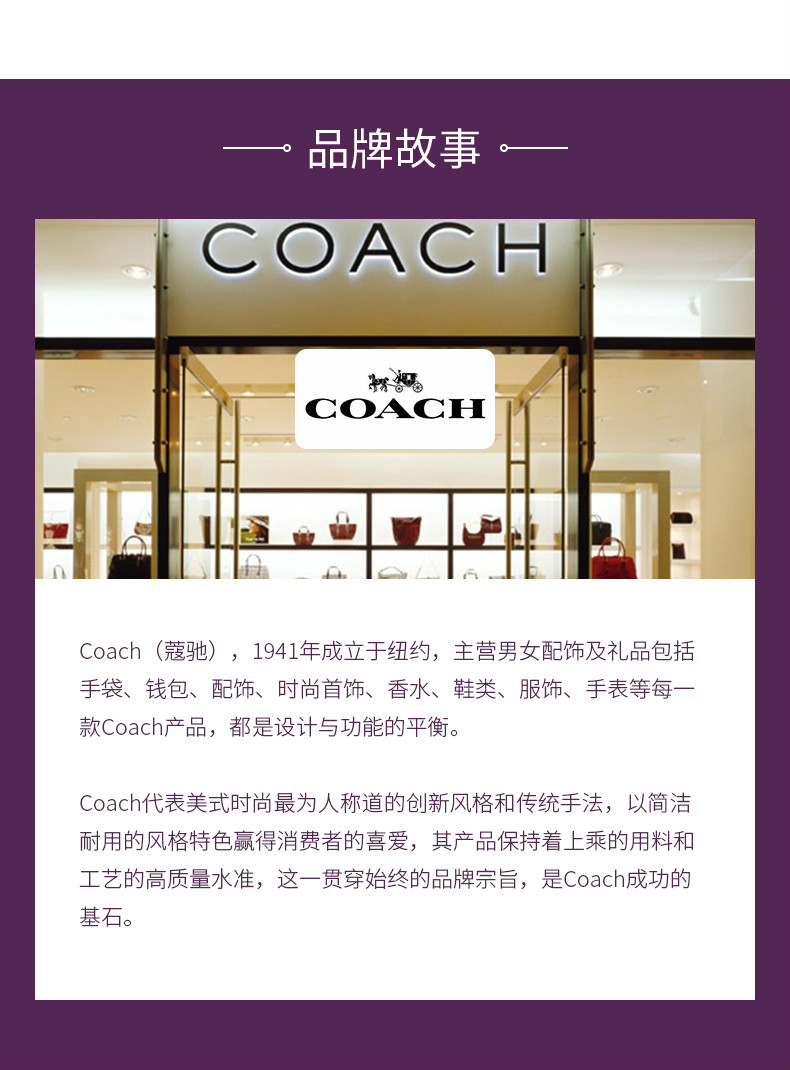 品牌故事
COACH
COACH
Coach（蔻驰），1941年成立于纽约，主营男女配饰及礼品包括
手袋、钱包、配饰、时尚首饰、香水、鞋类、服饰、手表等每一
款Coach产品，都是设计与功能的平衡。
Coach代表美式时尚最为人称道的创新风格和传统手法，以简洁
耐用的风格特色赢得消费者的喜爱，其产品保持着上乘的用料和
工艺的高质量水准，这一贯穿始终的品牌宗旨，是Coach成功的
基石。